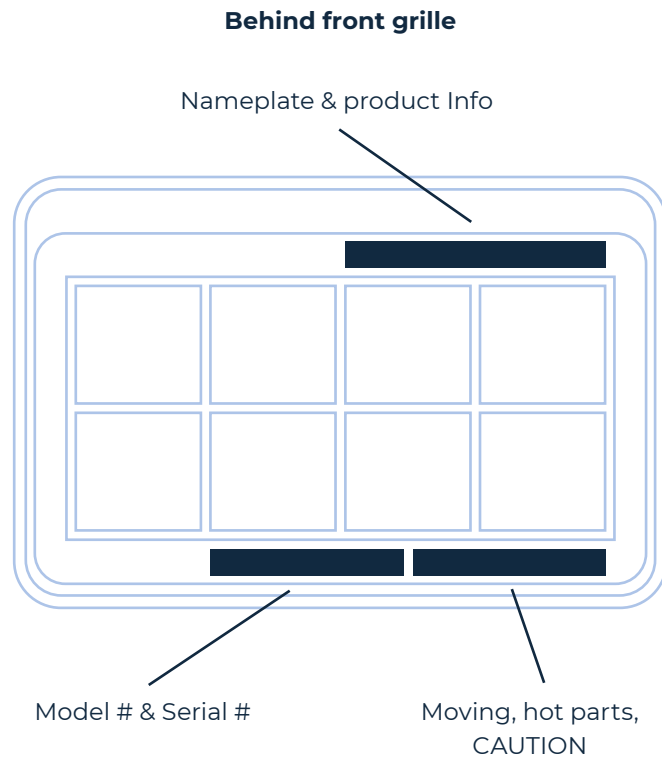 Behind front grille
Nameplate & product Info
Model # & Serial #
Moving, hot parts,
CAUTION